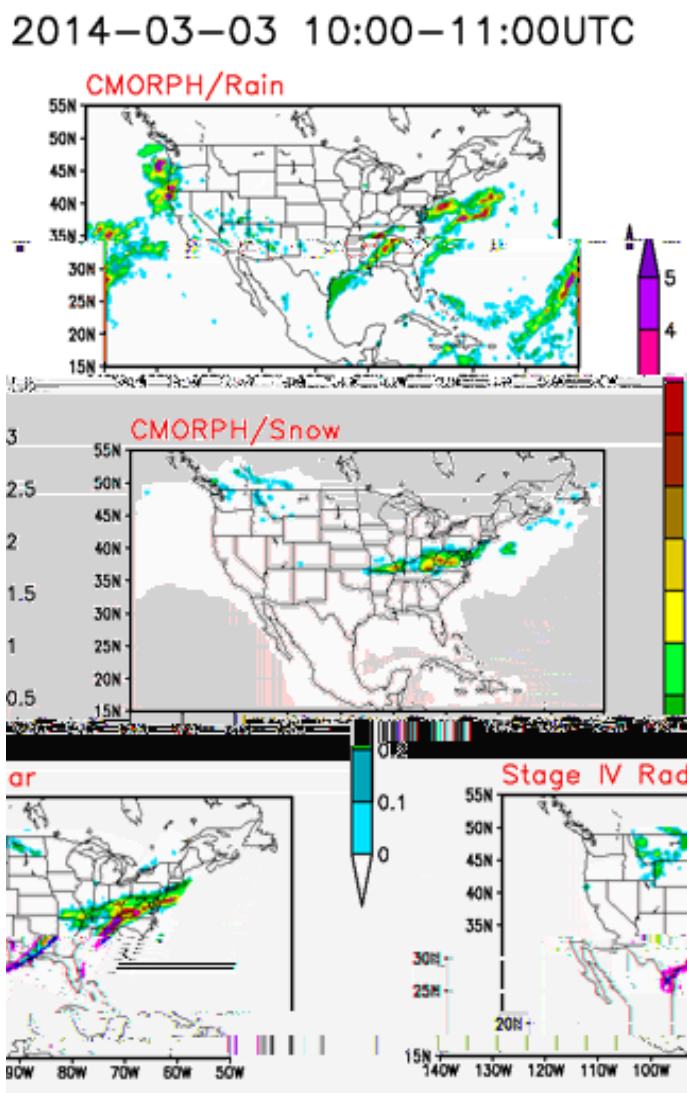 2014-03-03 10:00-11:00UTC
CMORPH/Rain
55N
50N
45N
40N
35N
30N
25N
20N
15N
5
4
3
2.5
2
1.5
1
0.5
CMORPH/Snow
55N
50N
45N
40N
35N
30N
25N
20N
15N
0.2
0.1
0
ar
90W 80W 70W 60W 50W
Stage IV Rad
55N
50N
45N
40N
35N
30N
25N
20N
15N
140W 130W 120W 110W 100W